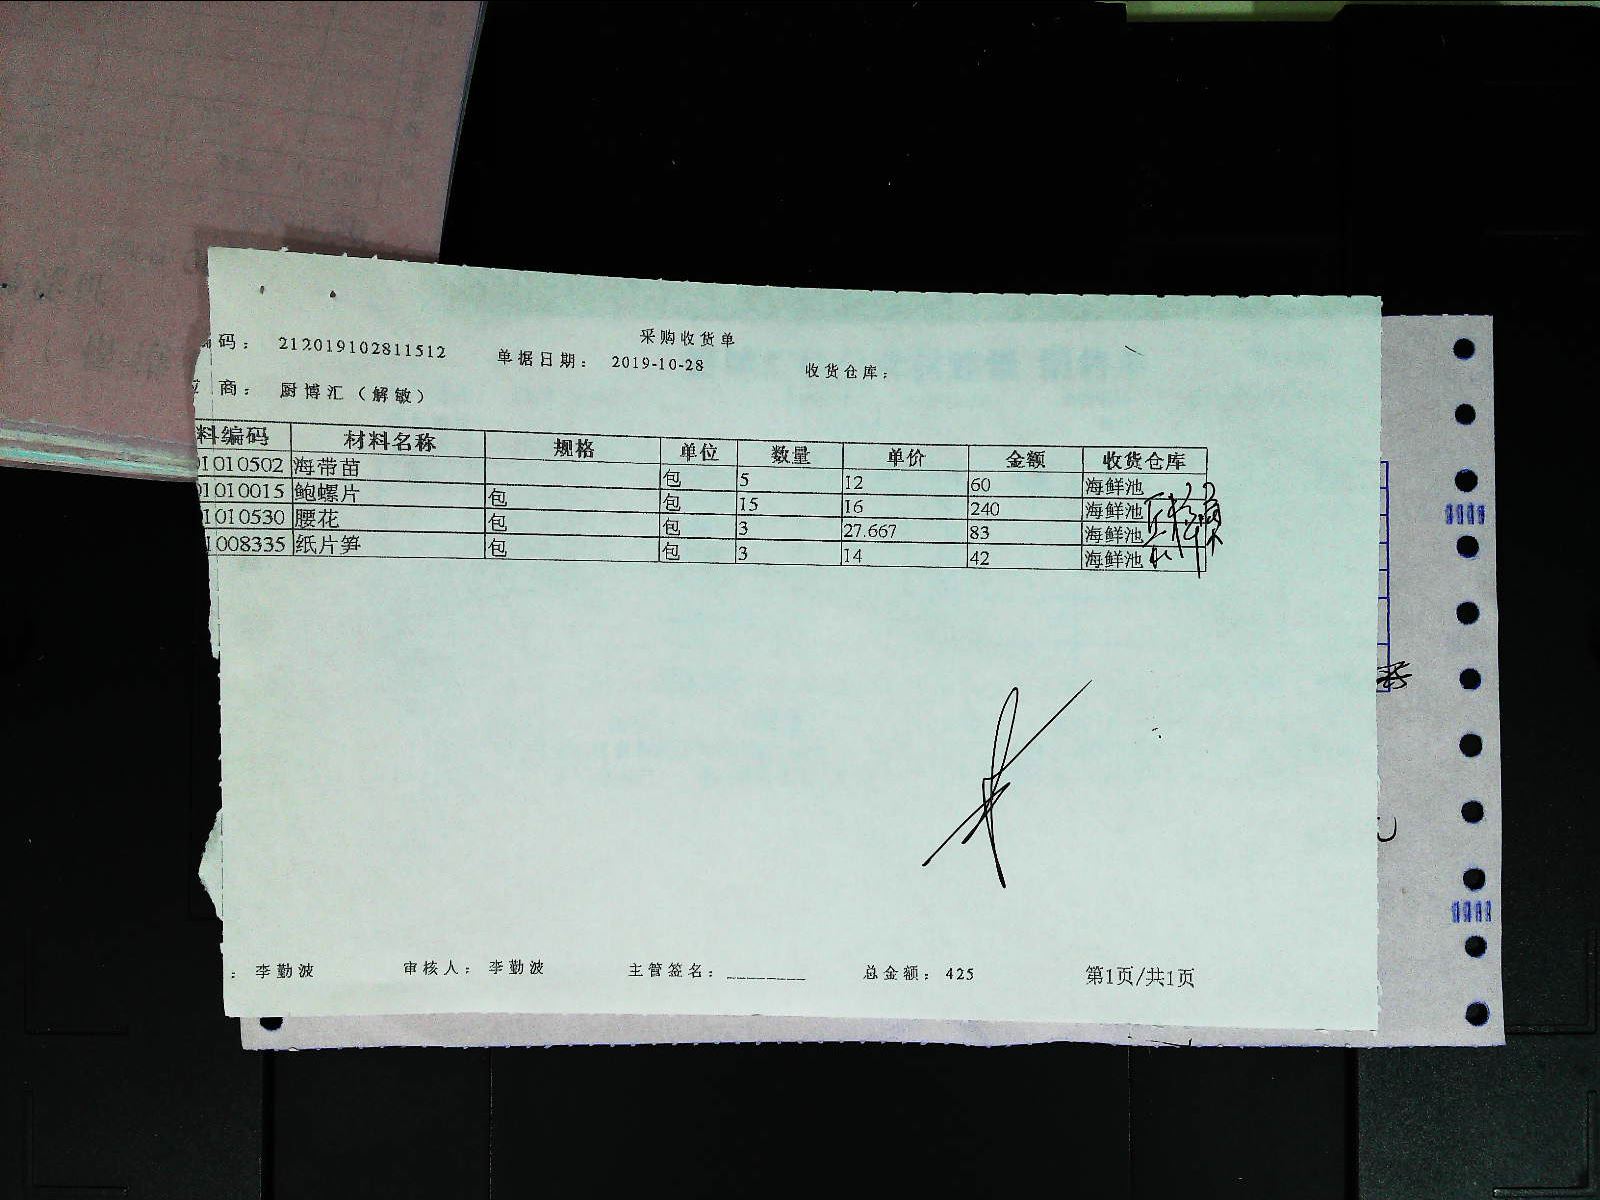 采购收货单
码： 212019102811512 单据日期： 2019-10-28 收货仓库：
商： 厨博汇（解敏）
料编码 材料名称 规格 单位 数量 单价 金额 收货仓库
01010502 海带苗 包 5 12 60 海鲜池
01010015 鲍螺片 包 包 15 16 240 海鲜池
01010530 腰花 包 包 3 27.667 83 海鲜池
1008335 纸片笋 包 包 3 14 42 海鲜池
： 李勤波 审核人： 李勤波 主管签名： ________ 总金额： 425 第1页/共1页